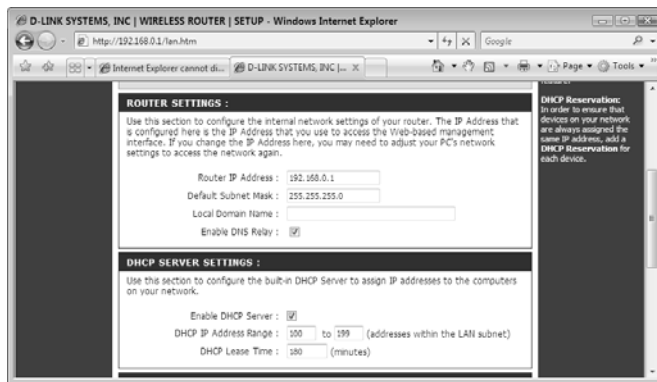 D-LINK SYSTEMS, INC | WIRELESS ROUTER | SETUP - Windows Internet Explorer
http://192.168.0.1/lan.htm
Google
Internet Explorer cannot di...
D-LINK SYSTEMS, INC |...
Page
Tools
ROUTER SETTINGS :
Use this section to configure the internal network settings of your router. The IP Address that
is configured here is the IP Address that you use to access the Web-based management
interface. If you change the IP Address here, you may need to adjust your PC's network
settings to access the network again.
Router IP Address : 192.168.0.1
Default Subnet Mask : 255.255.255.0
Local Domain Name :
Enable DNS Relay :
DHCP SERVER SETTINGS :
Use this section to configure the built-in DHCP Server to assign IP addresses to the computers
on your network.
Enable DHCP Server :
DHCP IP Address Range : 100 to 199 (addresses within the LAN subnet)
DHCP Lease Time : 180 (minutes)
DHCP Reservation:
In order to ensure that
devices on your network
are always assigned the
same IP address, add a
DHCP Reservation for
each device.